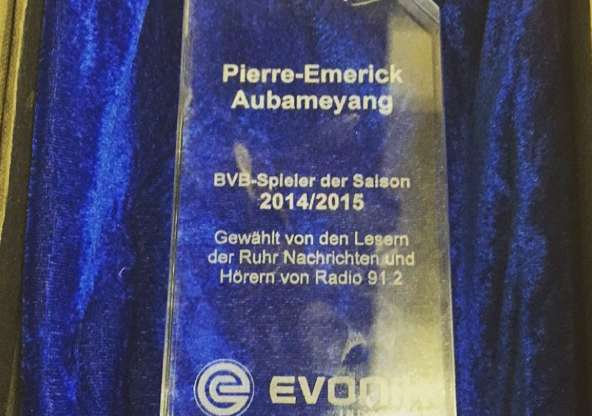 Pierre-Emerick
Aubameyang
BVB-Spieler der Saison
2014/2015
Gewählt von den Lesern
der Ruhr Nachrichten und
Hörern von Radio 91.2
EVONIK